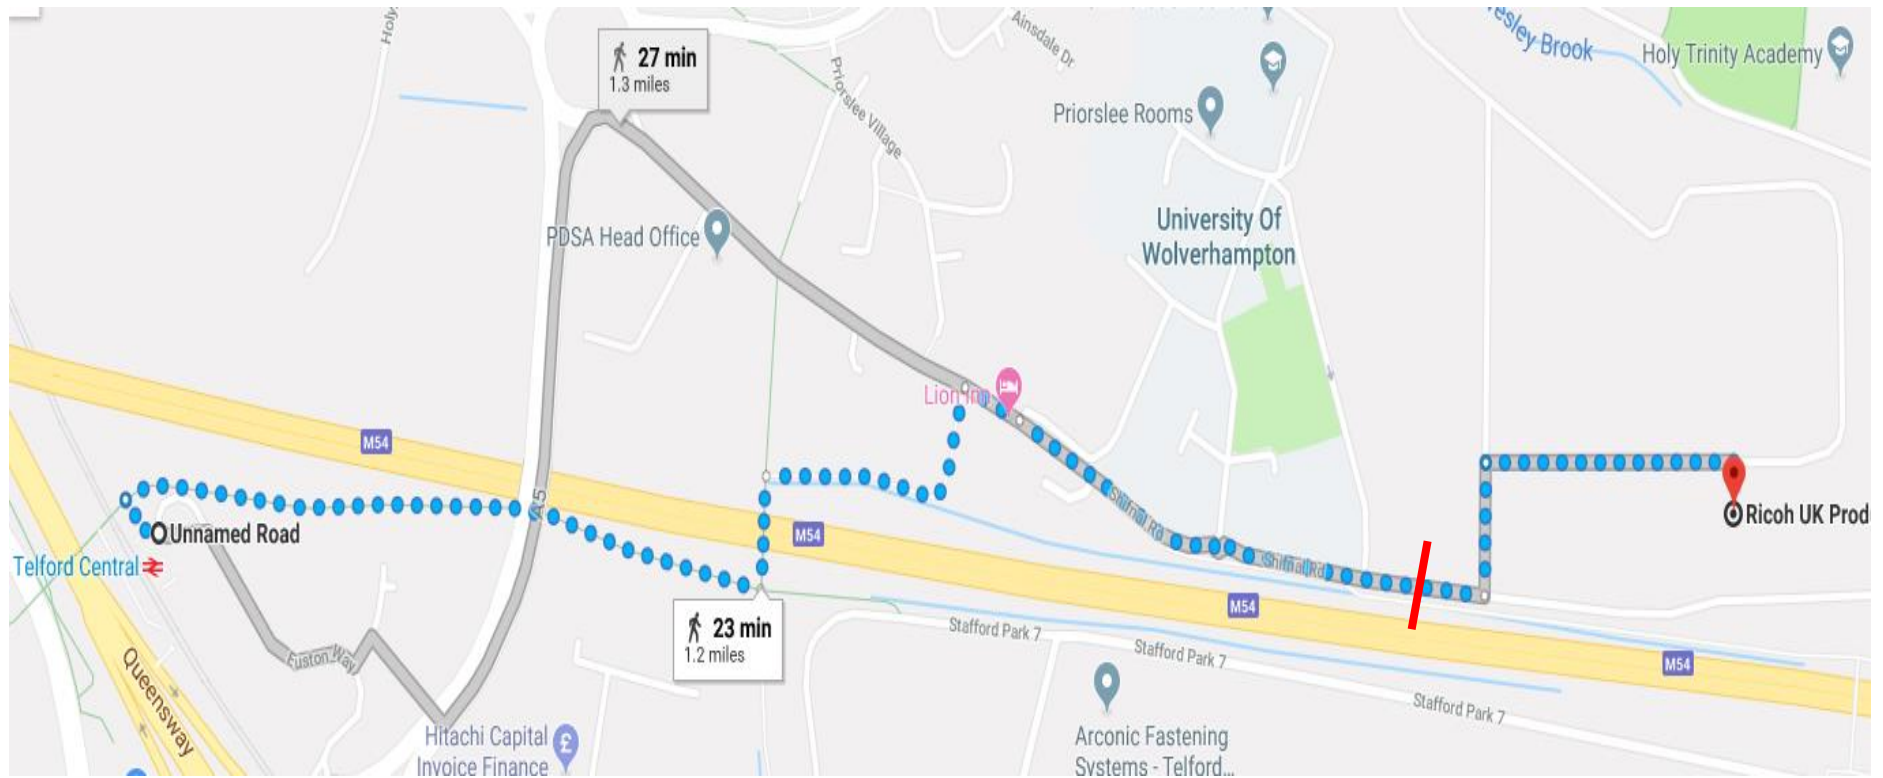 Holy
Ainsdale Dr
esley Brook
Holy Trinity Academy
27 min
1.3 miles
Priorslee Village
Priorslee Rooms
University Of
Wolverhampton
PDSA Head Office
Lion Inn
M54
A5
Unnamed Road
Telford Central
M54
Shifnal Rd
Shifnal Rd
Ricoh UK Prod
M54
23 min
1.2 miles
Stafford Park 7
Stafford Park 7
Stafford Park 7
M54
Euston Way
Queensway
Hitachi Capital
Invoice Finance
£
Arconic Fastening
Systems - Telford...